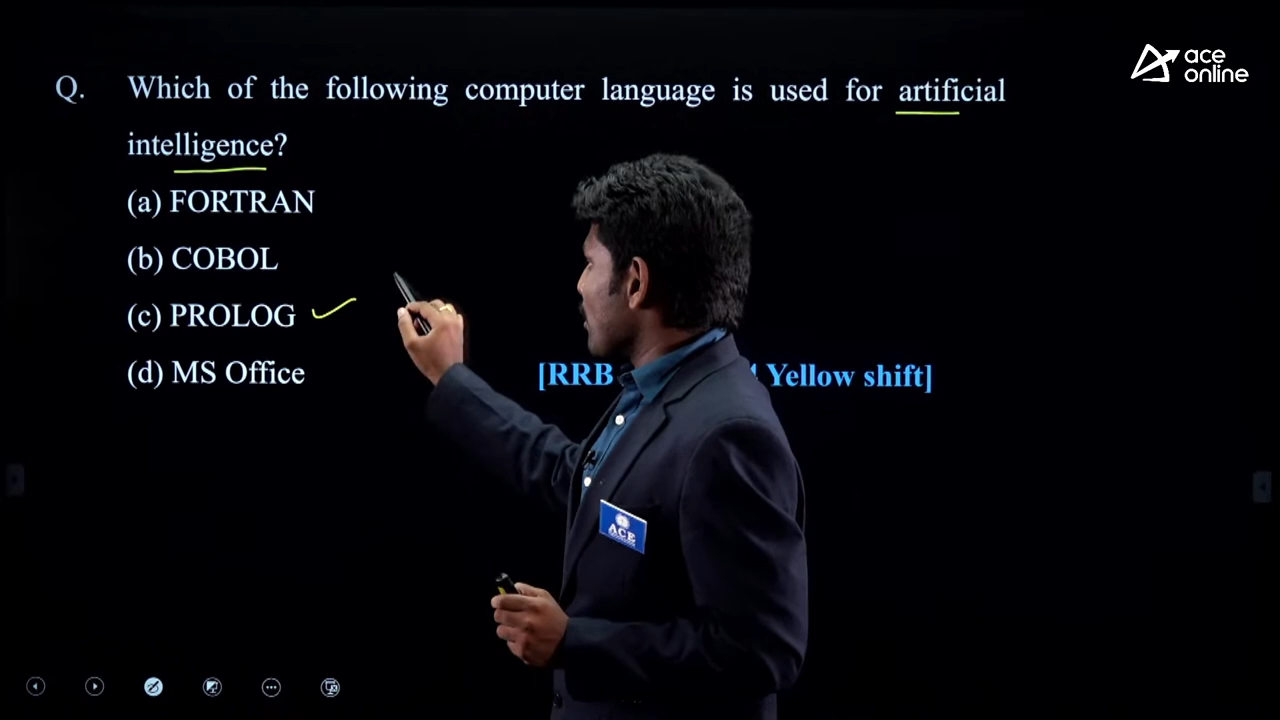 ace
online
Q. Which of the following computer language is used for artificial
intelligence?
(a) FORTRAN
(b) COBOL
(c) PROLOG
(d) MS Office
[RRB Yellow shift]
ACE